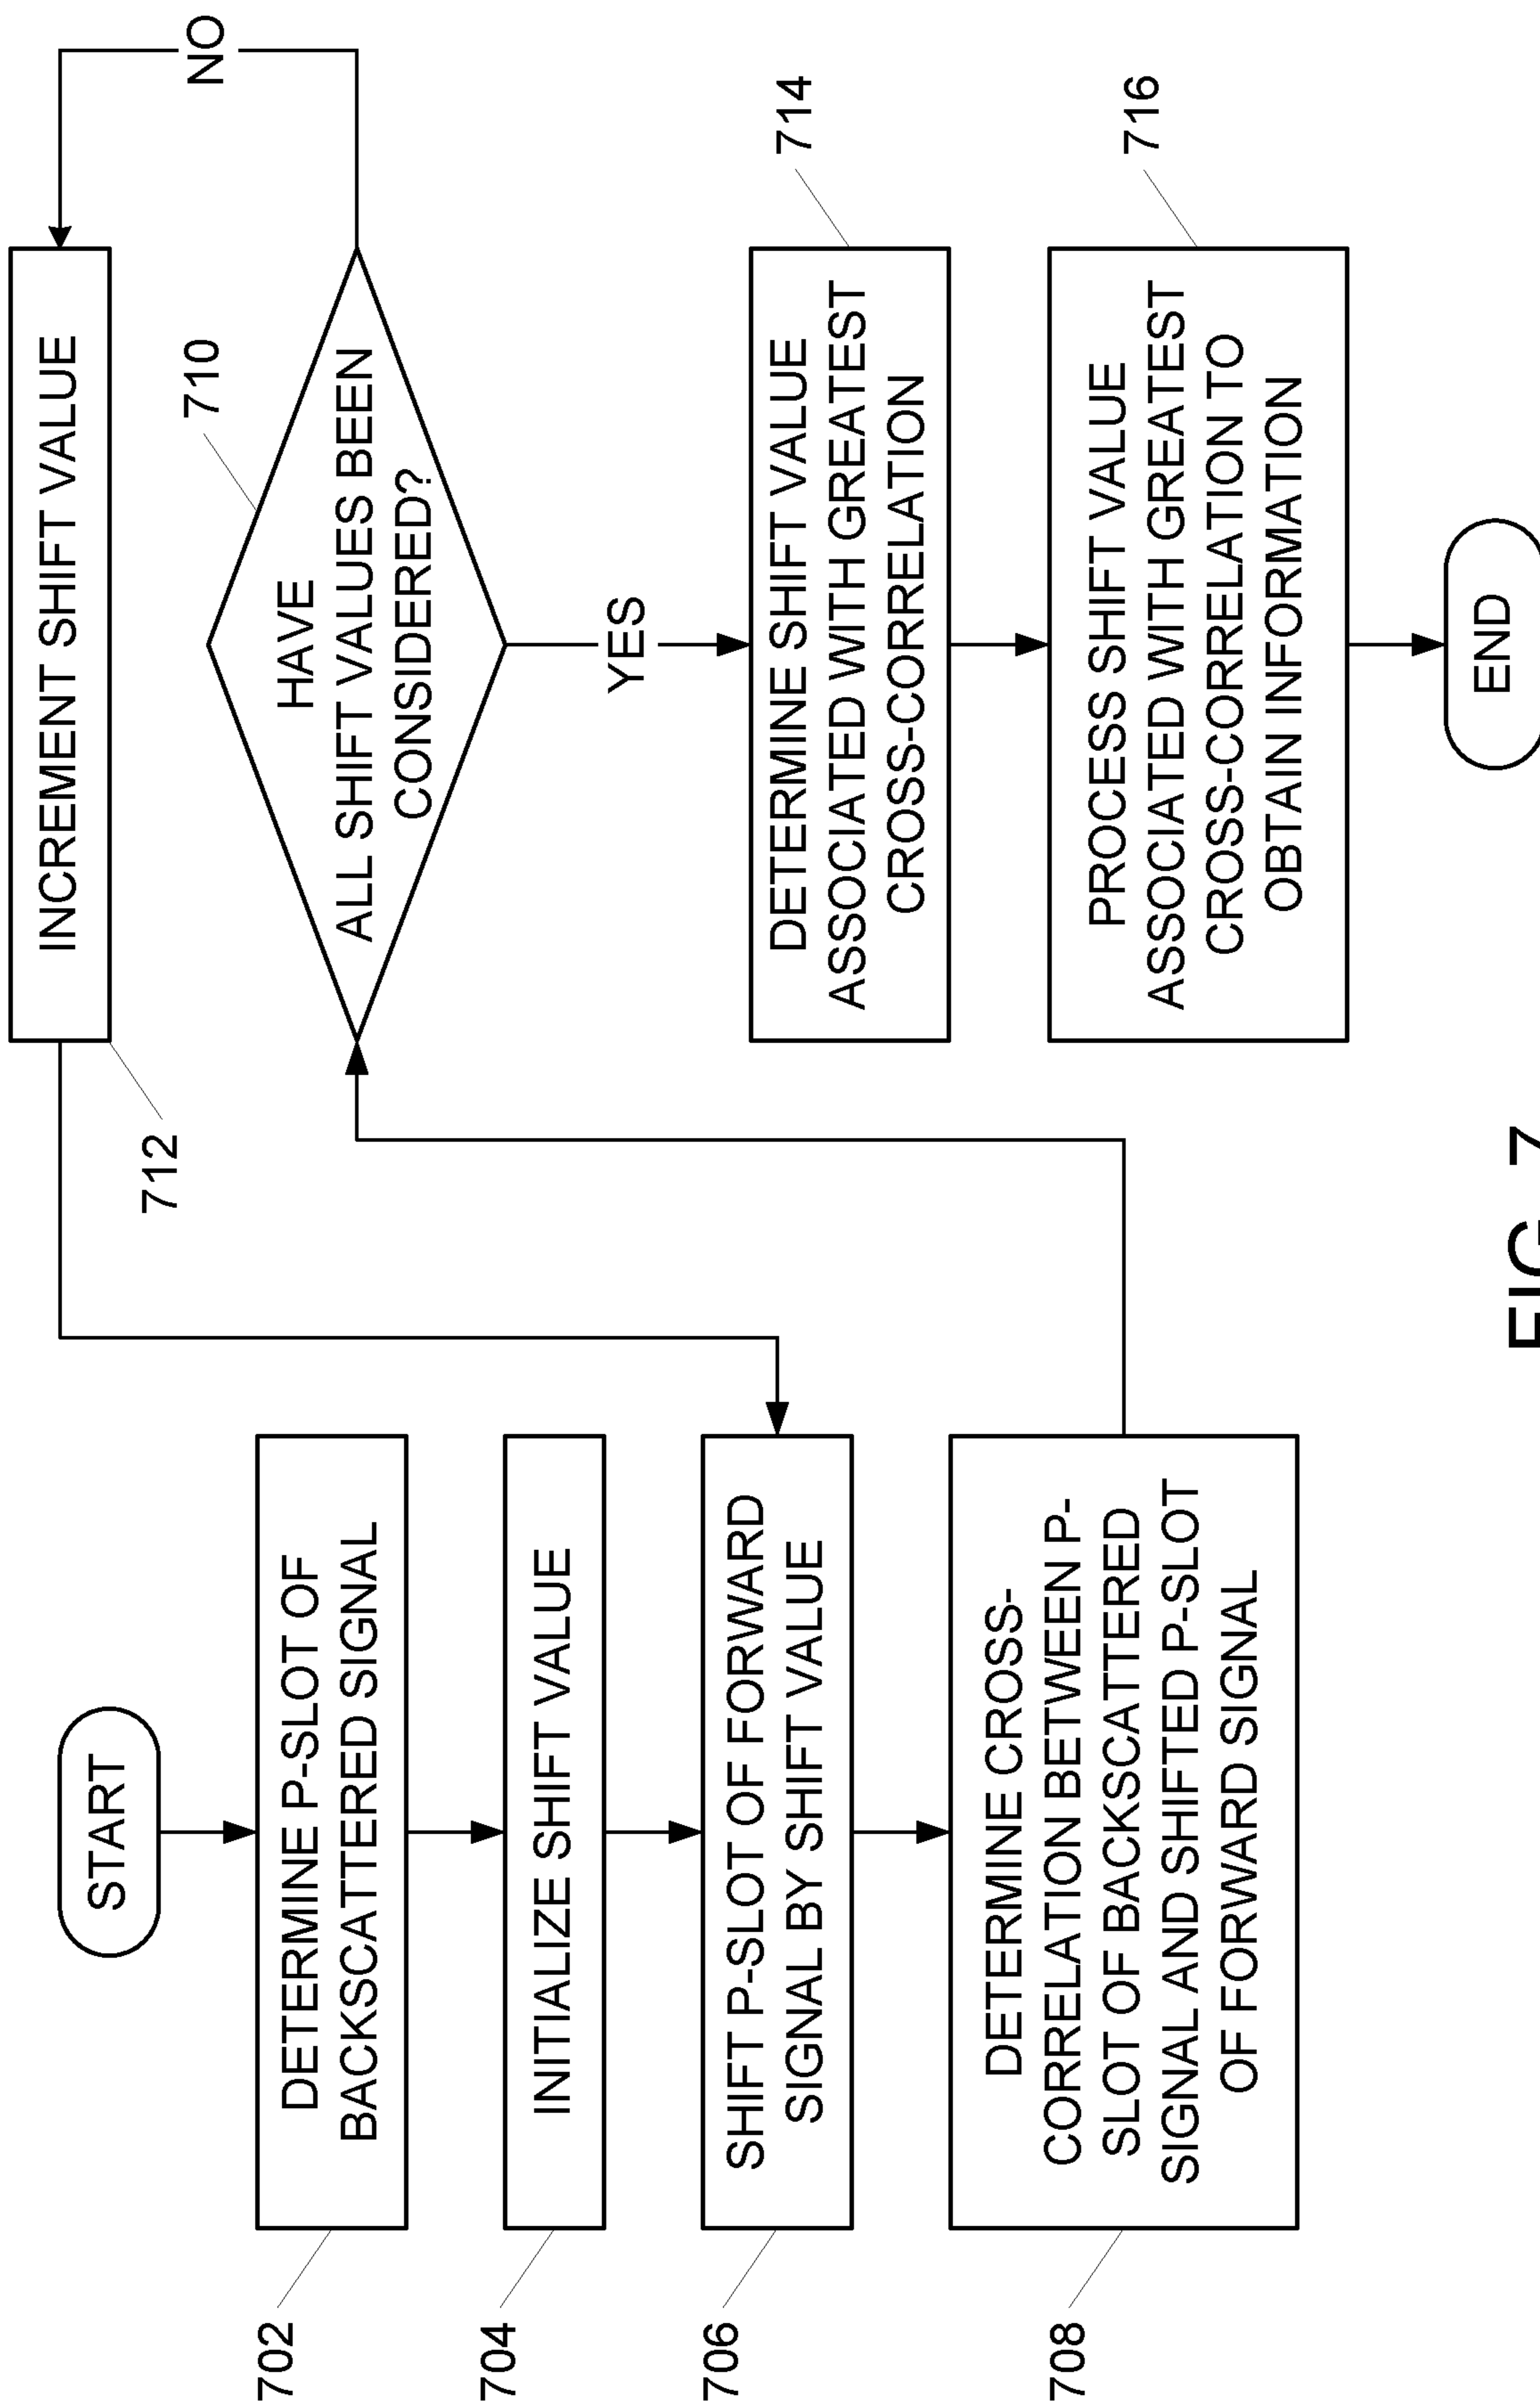 START
702
DETERMINE P-SLOT OF
BACKSCATTERED SIGNAL
704
INITIALIZE SHIFT VALUE
706
SHIFT P-SLOT OF FORWARD
SIGNAL BY SHIFT VALUE
708
DETERMINE CROSS-
CORRELATION BETWEEN P-
SLOT OF BACKSCATTERED
SIGNAL AND SHIFTED P-SLOT
OF FORWARD SIGNAL
INCREMENT SHIFT VALUE
712
NO
710
HAVE
ALL SHIFT VALUES BEEN
CONSIDERED?
YES
714
DETERMINE SHIFT VALUE
ASSOCIATED WITH GREATEST
CROSS-CORRELATION
716
PROCESS SHIFT VALUE
ASSOCIATED WITH GREATEST
CROSS-CORRELATION TO
OBTAIN INFORMATION
END
FIG. 7